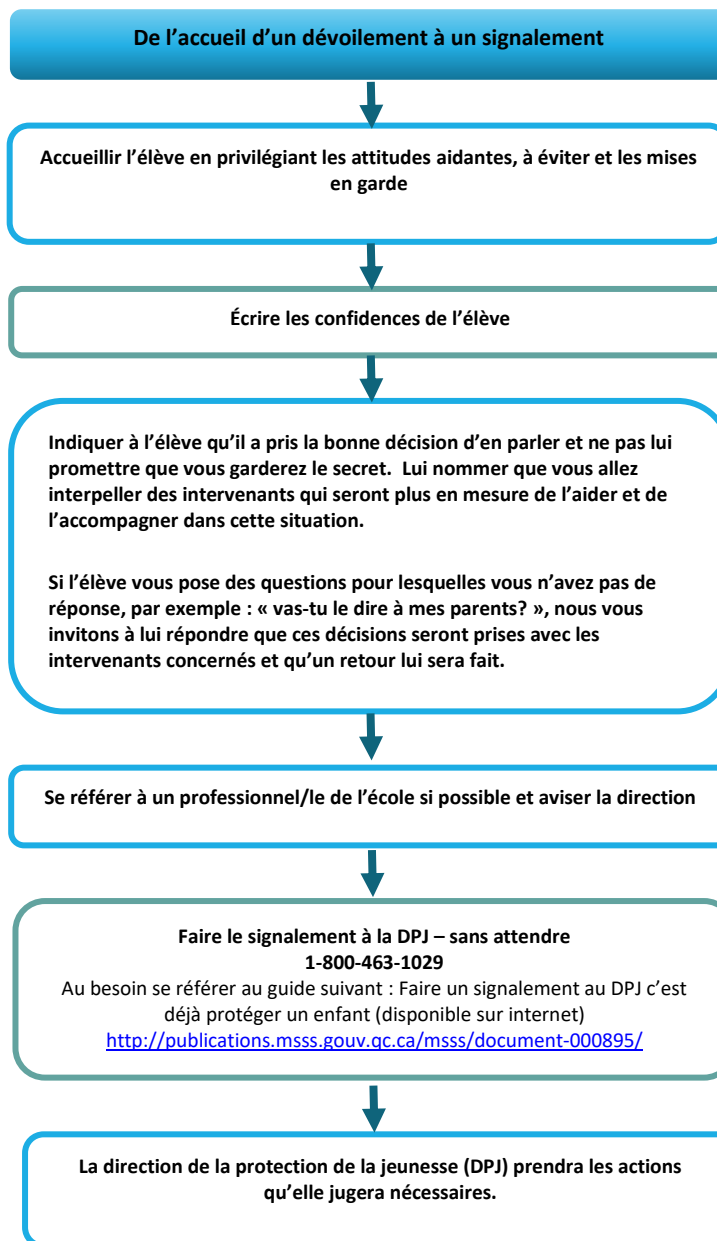 De l’accueil d’un dévoilement à un signalement
Accueillir l’élève en privilégiant les attitudes aidantes, à éviter et les mises
en garde
Écrire les confidences de l’élève
Indiquer à l’élève qu’il a pris la bonne décision d’en parler et ne pas lui
promettre que vous garderez le secret.  Lui nommer que vous allez
interpeller des intervenants qui seront plus en mesure de l’aider et de
l’accompagner dans cette situation.
Si l’élève vous pose des questions pour lesquelles vous n’avez pas de
réponse, par exemple : « vas-tu le dire à mes parents? », nous vous
invitons à lui répondre que ces décisions seront prises avec les
intervenants concernés et qu’un retour lui sera fait.
Se référer à un professionnel/le de l’école si possible et aviser la direction
Faire le signalement à la DPJ – sans attendre
1-800-463-1029
Au besoin se référer au guide suivant : Faire un signalement au DPJ c’est
déjà protéger un enfant (disponible sur internet)
http://publications.msss.gouv.qc.ca/msss/document-000895/
La direction de la protection de la jeunesse (DPJ) prendra les actions
qu’elle jugera nécessaires.